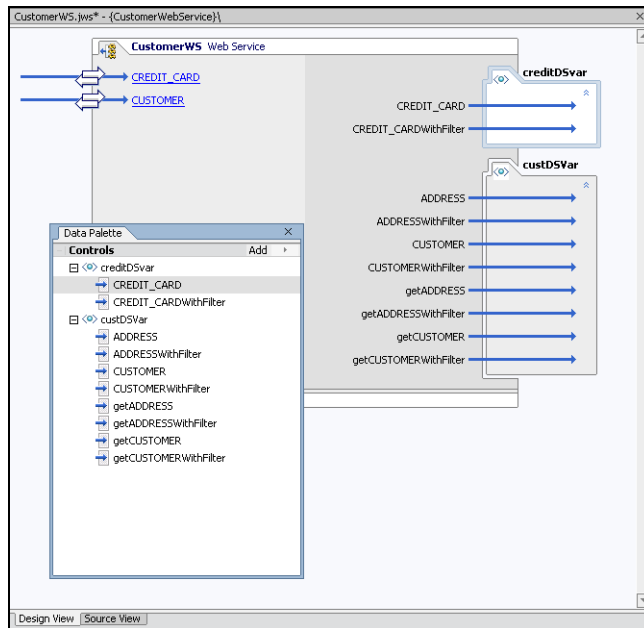 CustomerWS.jws* - {CustomerWebService}\
CustomerWS Web Service
CREDIT_CARD
CUSTOMER
creditDSvar
CREDIT_CARD
CREDIT_CARDWithFilter
custDSVar
ADDRESS
ADDRESSWithFilter
CUSTOMER
CUSTOMERWithFilter
getADDRESS
getADDRESSWithFilter
getCUSTOMER
getCUSTOMERWithFilter
Data Palette
Controls Add
creditDSvar
CREDIT_CARD
CREDIT_CARDWithFilter
custDSVar
ADDRESS
ADDRESSWithFilter
CUSTOMER
CUSTOMERWithFilter
getADDRESS
getADDRESSWithFilter
getCUSTOMER
getCUSTOMERWithFilter
Design View Source View